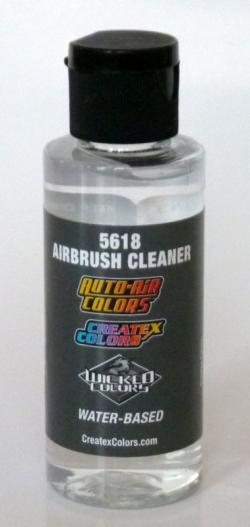 5618
AIRBRUSH CLEANER
AUTO-AIR
COLORS
CREATEX
COLORS
WICKED
COLORS
WATER-BASED
CreatexColors.com